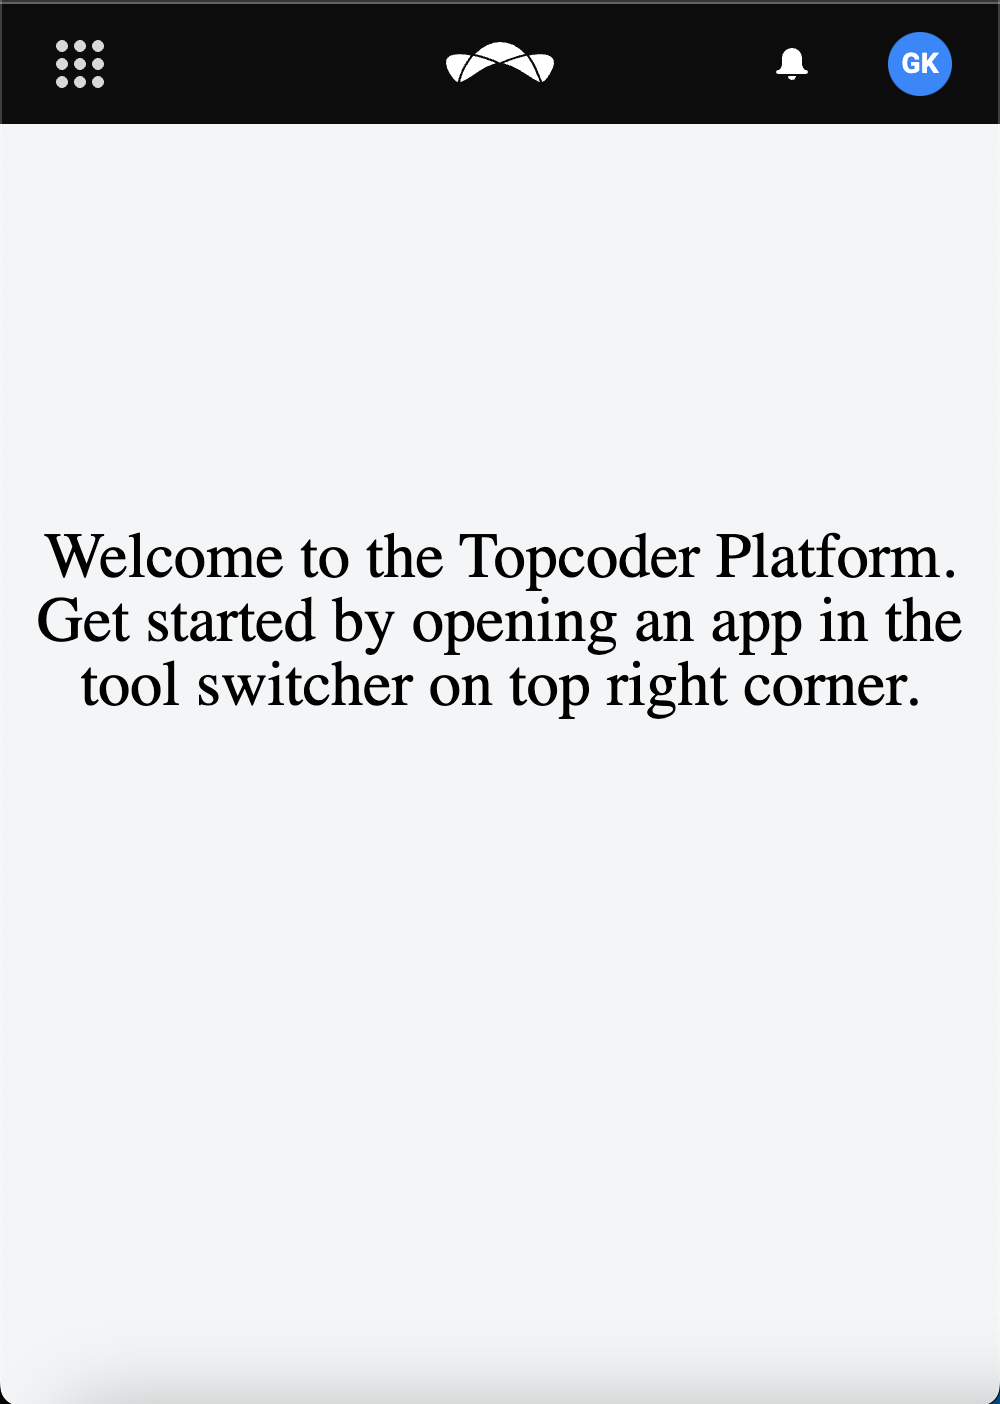 GK
Welcome to the Topcoder Platform.
Get started by opening an app in the
tool switcher on top right corner.